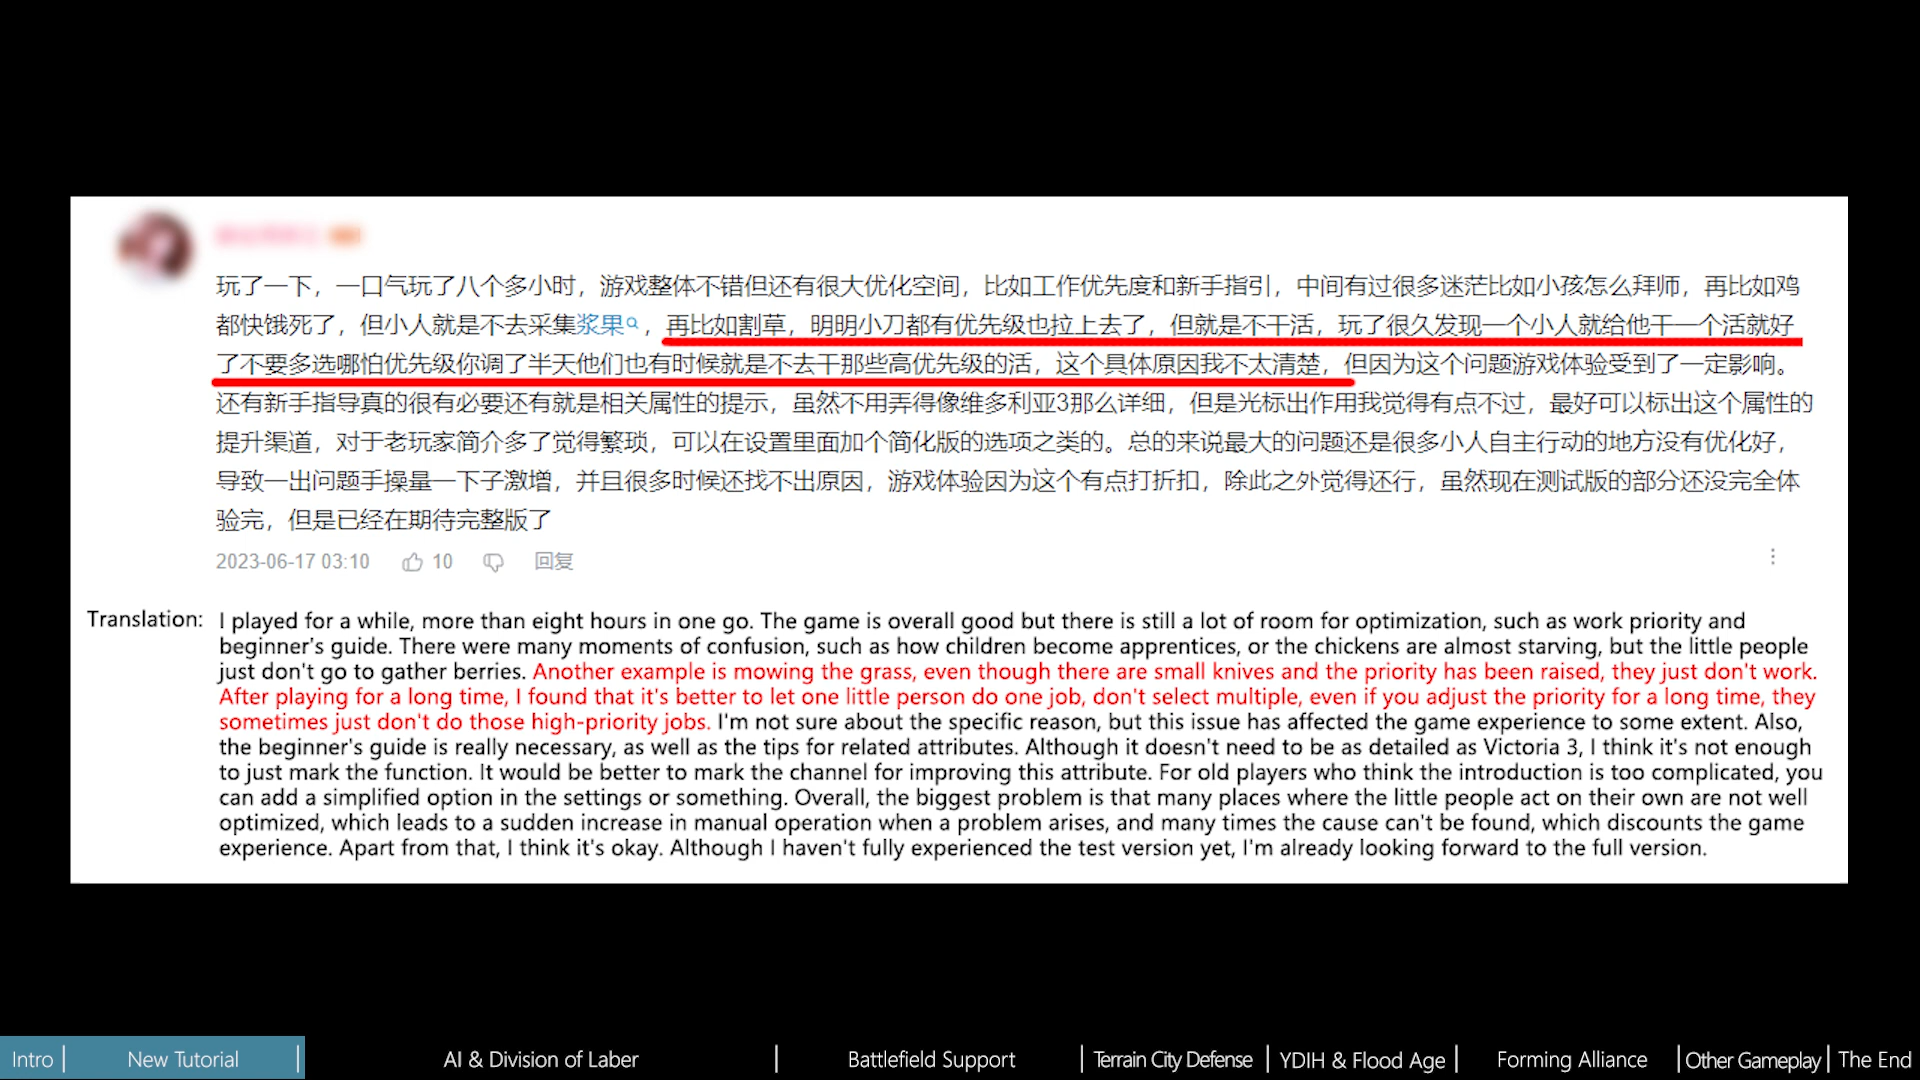 玩了一下，一口气玩了八个多小时，游戏整体不错但还有很大优化空间，比如工作优先度和新手指引，中间有过很多迷茫比如小孩怎么拜师，再比如鸡
都快饿死了，但小人就是不去采集浆果，再比如割草，明明小刀都有优先级也拉上去了，但就是不干活，玩了很久发现一个小人就给他干一个活就好
了不要多选哪怕优先级你调了半天他们也有时候就是不去干那些高优先级的活，这个具体原因我不太清楚，但因为这个问题游戏体验受到了一定影响。
还有新手指导真的很有必要还有就是相关属性的提示，虽然不用弄得像维多利亚3那么详细，但是光标出作用我觉得有点不过，最好可以标出这个属性的
提升渠道，对于老玩家简介多了觉得繁琐，可以在设置里面加个简化版的选项之类的。总的来说最大的问题还是很多小人自主行动的地方没有优化好，
导致一出问题手操量一下子激增，并且很多时候还找不出原因，游戏体验因为这个有点打折扣，除此之外觉得还行，虽然现在测试版的部分还没完全体
验完，但是已经在期待完整版了
2023-06-17 03:10 10 回复
Translation: I played for a while, more than eight hours in one go. The game is overall good but there is still a lot of room for optimization, such as work priority and
beginner's guide. There were many moments of confusion, such as how children become apprentices, or the chickens are almost starving, but the little people
just don't go to gather berries. Another example is mowing the grass, even though there are small knives and the priority has been raised, they just don't work.
After playing for a long time, I found that it's better to let one little person do one job, don't select multiple, even if you adjust the priority for a long time, they
sometimes just don't do those high-priority jobs. I'm not sure about the specific reason, but this issue has affected the game experience to some extent. Also,
the beginner's guide is really necessary, as well as the tips for related attributes. Although it doesn't need to be as detailed as Victoria 3, I think it's not enough
to just mark the function. It would be better to mark the channel for improving this attribute. For old players who think the introduction is too complicated, you
can add a simplified option in the settings or something. Overall, the biggest problem is that many places where the little people act on their own are not well
optimized, which leads to a sudden increase in manual operation when a problem arises, and many times the cause can't be found, which discounts the game
experience. Apart from that, I think it's okay. Although I haven't fully experienced the test version yet, I'm already looking forward to the full version.
Intro | New Tutorial | AI & Division of Laber | Battlefield Support | Terrain City Defense | YDIH & Flood Age | Forming Alliance | Other Gameplay | The End